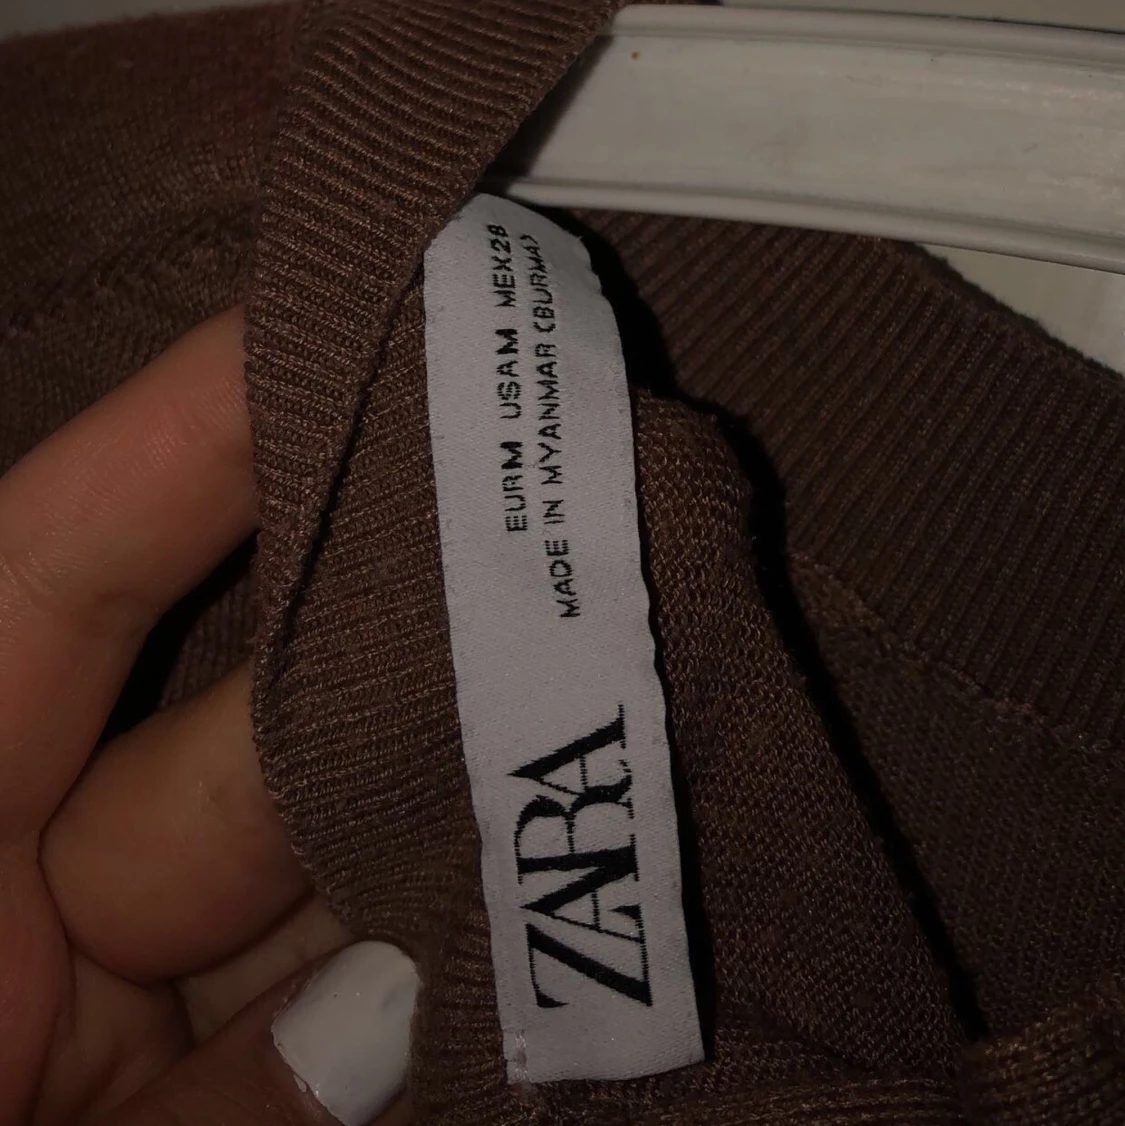 EUR M USA M MEX 28
MADE IN MYANMAR (BURMA)
ZARA